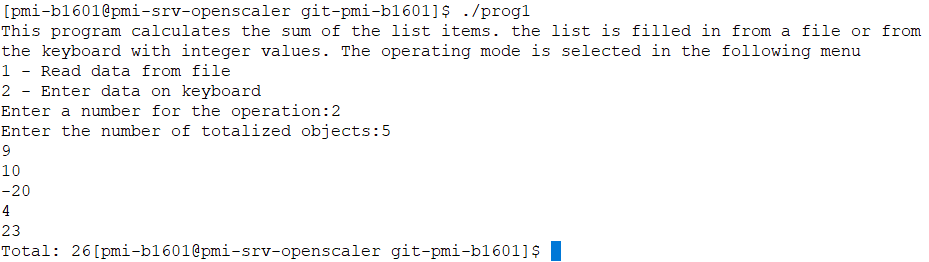 [pmi-b1601@pmi-srv-openscaler git-pmi-b1601]$ ./prog1
This program calculates the sum of the list items. the list is filled in from a file or from
the keyboard with integer values. The operating mode is selected in the following menu
1 - Read data from file
2 - Enter data on keyboard
Enter a number for the operation:2
Enter the number of totalized objects:5
9
10
-20
4
23
Total: 26[pmi-b1601@pmi-srv-openscaler git-pmi-b1601]$